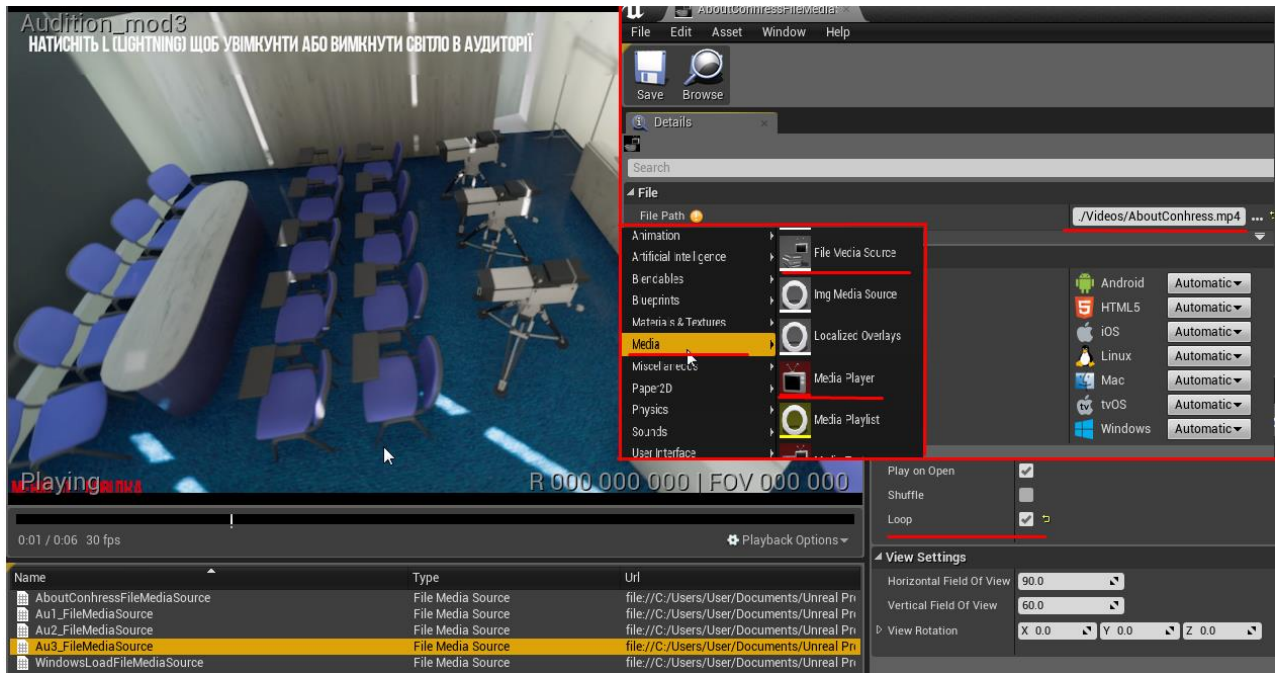 Audition_mod3
НАТИСНІТЬ L (LIGHTNING) ЩОБ УВІМКУНТИ АБО ВИМКНУТИ СВІТЛО В АУДИТОРІЇ
Playing
R 000 000 000 | FOV 000 000
0:01 / 0:06 30 fps
Playback Options
Name Type Url
AboutConhressFileMediaSource File Media Source file://C:/Users/User/Documents/Unreal Pr
Au1_FileMediaSource File Media Source file://C:/Users/User/Documents/Unreal Pr
Au2_FileMediaSource File Media Source file://C:/Users/User/Documents/Unreal Pr
Au3_FileMediaSource File Media Source file://C:/Users/User/Documents/Unreal Pr
WindowsLoadFileMediaSource File Media Source file://C:/Users/User/Documents/Unreal Pr
AboutConhressFileMedia
File Edit Asset Window Help
Save Browse
Details
Search
File
File Path ./Videos/AboutConhress.mp4 ...
Animation
Artificial Intelligence
Blendables
Blueprints
Materials & Textures
Media
Miscellaneous
Paper2D
Physics
Sounds
User Interface
File Media Source
Img Media Source
Localized Overlays
Media Player
Media Playlist
Android Automatic
HTML5 Automatic
iOS Automatic
Linux Automatic
Mac Automatic
tvOS Automatic
Windows Automatic
Play on Open
Shuffle
Loop
View Settings
Horizontal Field Of View 90.0
Vertical Field Of View 60.0
View Rotation X 0.0 Y 0.0 Z 0.0